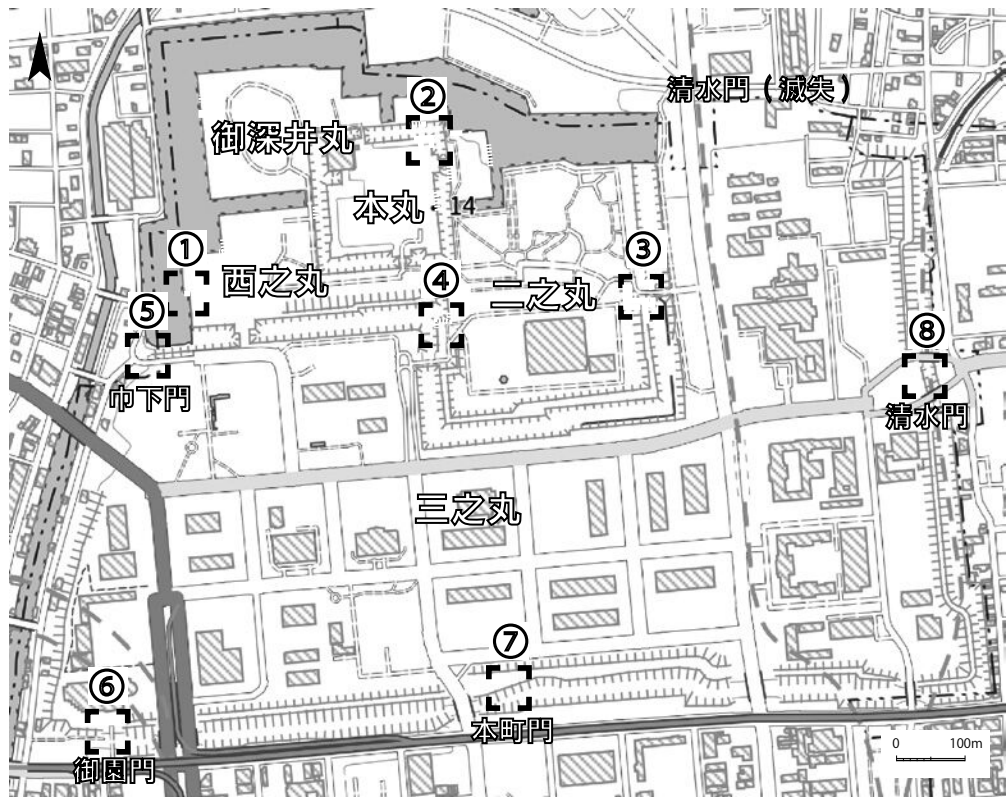 ②
清水門(滅失)
御深井丸
本丸
14
①
西之丸
③
④
二之丸
⑤
巾下門
⑧
清水門
三之丸
⑦
本町門
⑥
御園門
0 100m